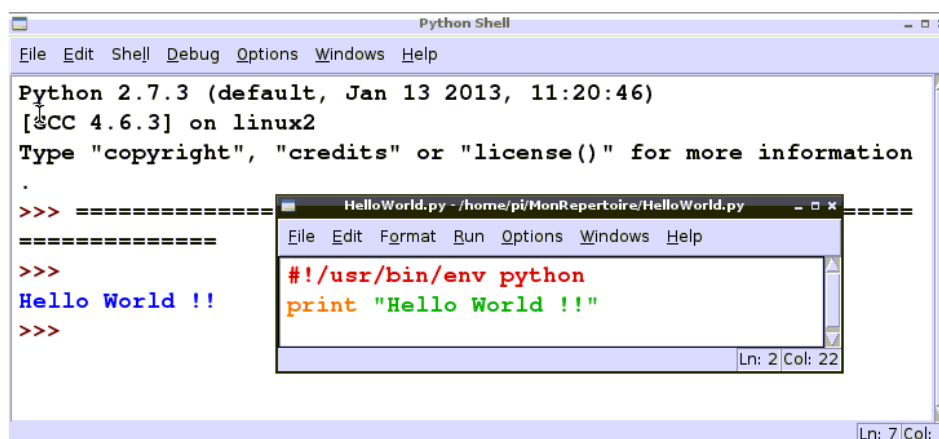 Python Shell
File Edit Shell Debug Options Windows Help
Python 2.7.3 (default, Jan 13 2013, 11:20:46)
[GCC 4.6.3] on linux2
Type "copyright", "credits" or "license()" for more information
.
>>> ==============
=====
==============
>>>
Hello World !!
>>>
Ln: 7 Col:
HelloWorld.py - /home/pi/MonRepertoire/HelloWorld.py
File Edit Format Run Options Windows Help
#!/usr/bin/env python
print "Hello World !!"
Ln: 2 Col: 22